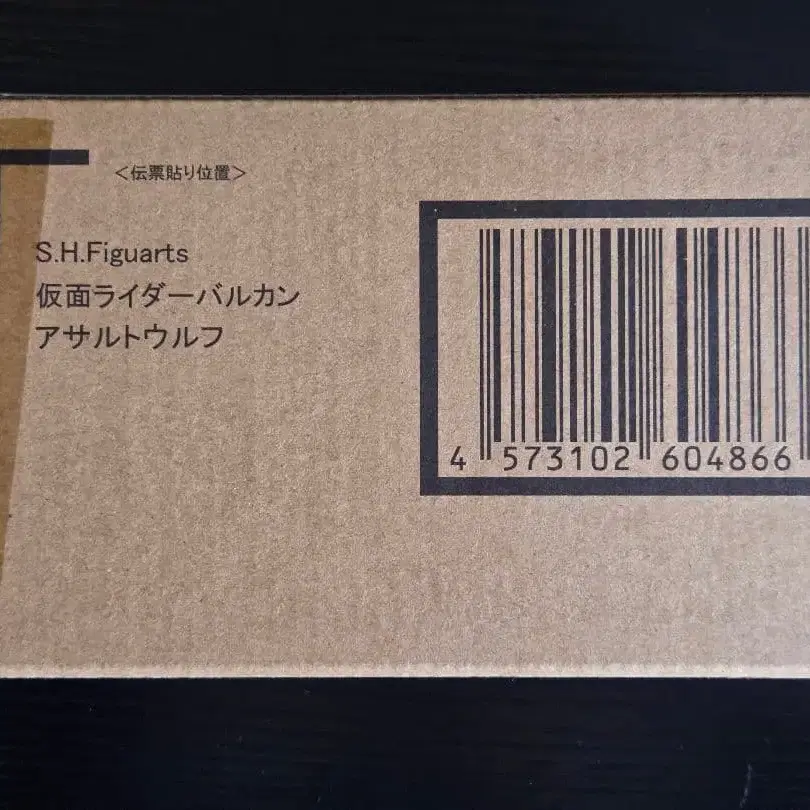 ＜伝票貼り位置＞
S.H.Figuarts
仮面ライダーバルカン
アサルトウルフ
4 573102 604866